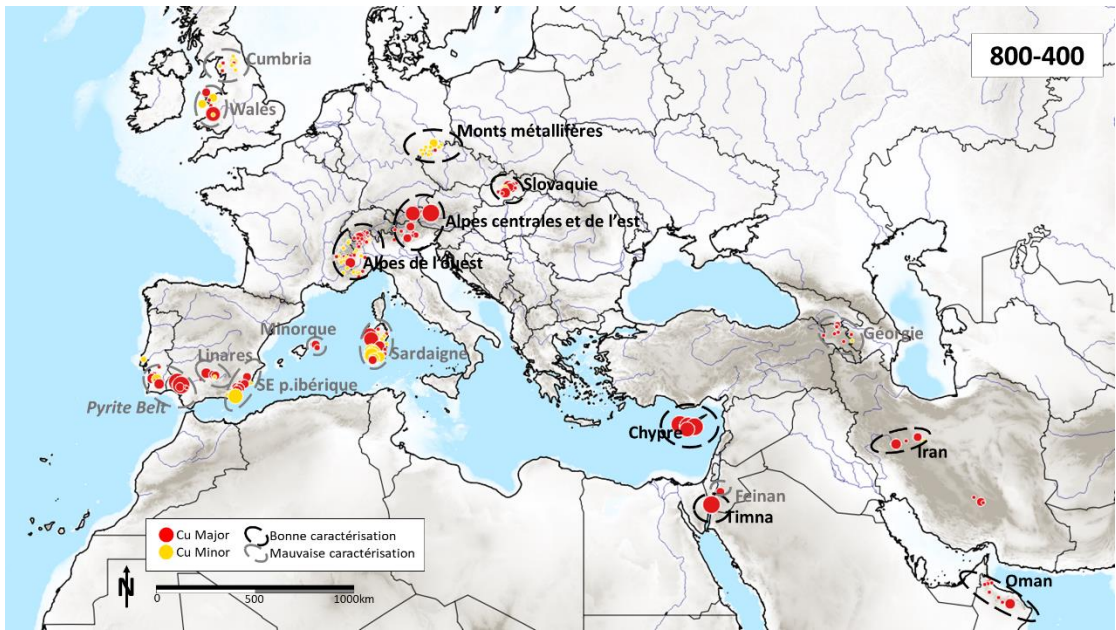 800-400
Cumbria
Wales
Monts métallifères
Slovaquie
Alpes centrales et de l'est
Alpes de l'ouest
Minorque
Sardaigne
Linares
SE p.ibérique
Pyrite Belt
Géorgie
Chypre
Iran
Feinan
Timna
Oman
Cu Major
Bonne caractérisation
Cu Minor
Mauvaise caractérisation
N
0
500
1000km